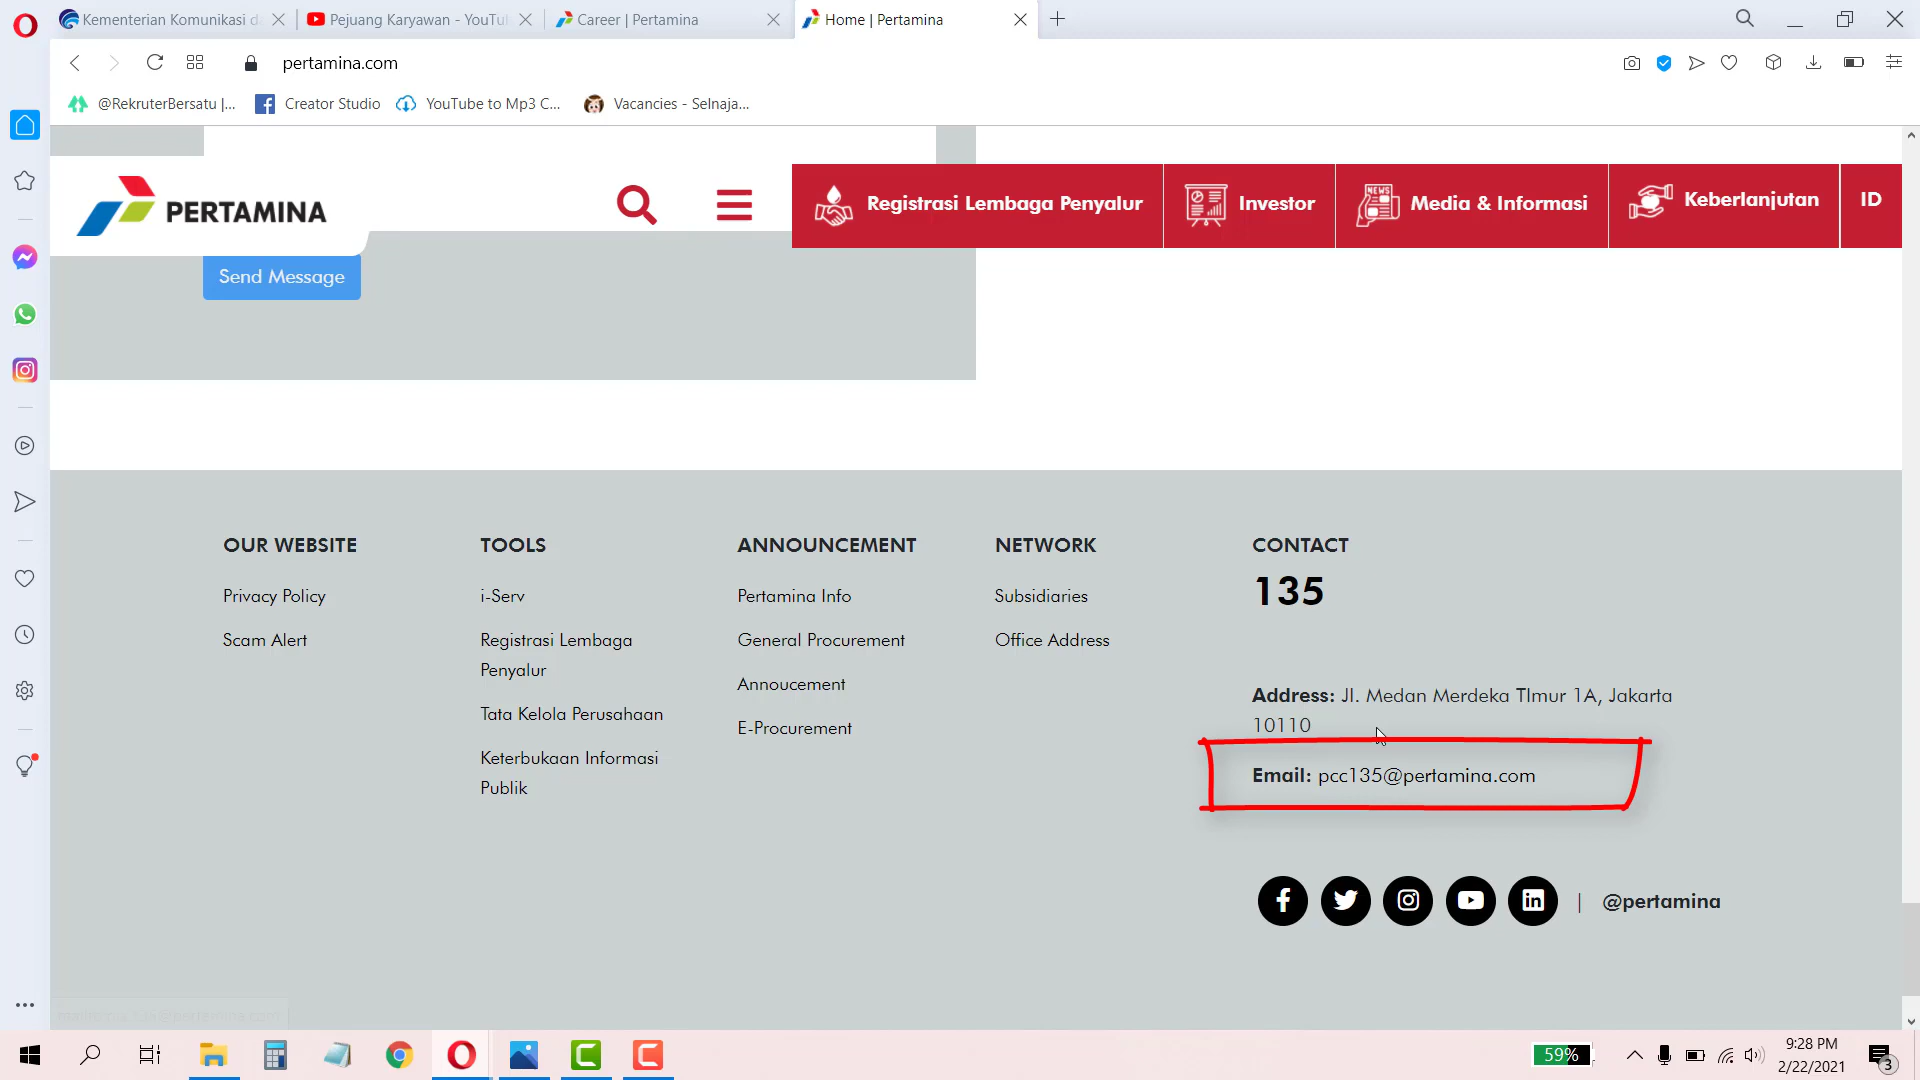 Kementerian Komunikasi d
Pejuang Karyawan - YouTu
Career | Pertamina
Home | Pertamina
pertamina.com
@RekruterBersatu |...
Creator Studio
YouTube to Mp3 C...
Vacancies - Selnaja...
PERTAMINA
Registrasi Lembaga Penyalur
Investor
NEWS
Media & Informasi
Keberlanjutan
ID
Send Message
OUR WEBSITE
Privacy Policy
Scam Alert
TOOLS
i-Serv
Registrasi Lembaga
Penyalur
Tata Kelola Perusahaan
Keterbukaan Informasi
Publik
ANNOUNCEMENT
Pertamina Info
General Procurement
Annoucement
E-Procurement
NETWORK
Subsidiaries
Office Address
CONTACT
135
Address: Jl. Medan Merdeka TImur 1A, Jakarta
10110
Email: pcc135@pertamina.com
| @pertamina
59%
9:28 PM
2/22/2021
3